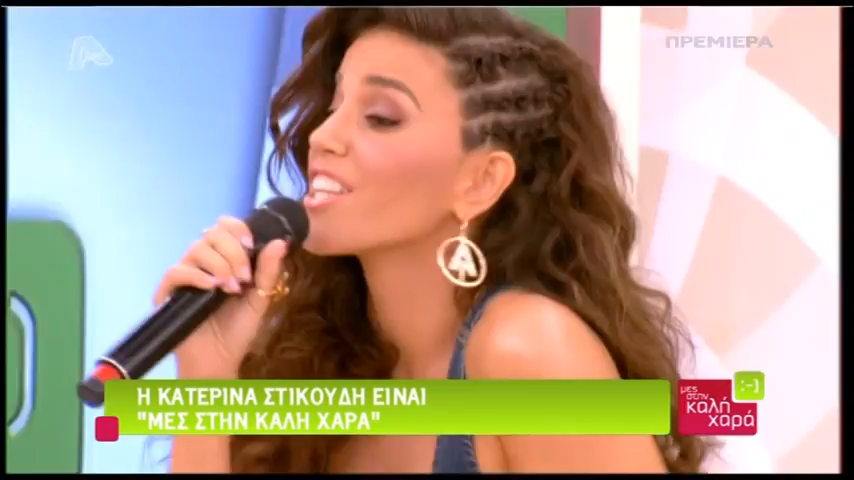 ΠΡΕΜΙΕΡΑ
A
Η ΚΑΤΕΡΙΝΑ ΣΤΙΚΟΥΔΗ ΕΙΝΑΙ
"ΜΕΣ ΣΤΗΝ ΚΑΛΗ ΧΑΡΑ"
:-)
μες
στην
καλή
χαρά